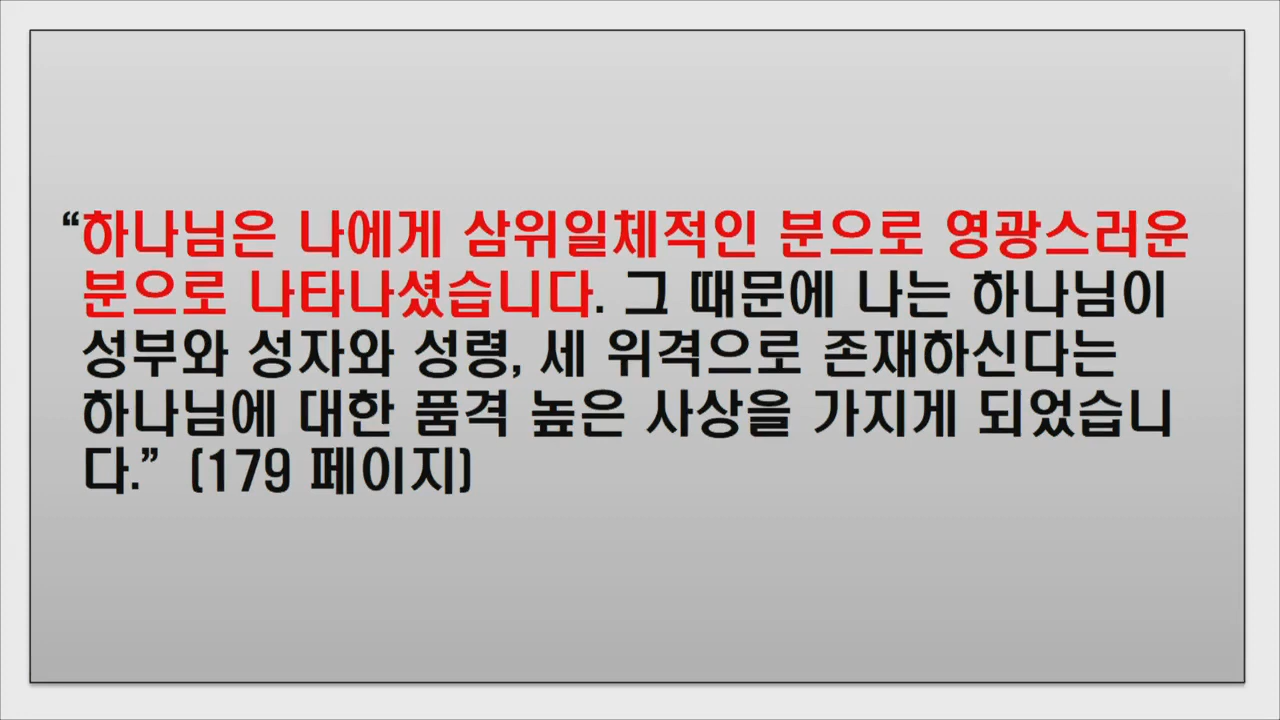 “하나님은 나에게 삼위일체적인 분으로 영광스러운
분으로 나타나셨습니다. 그 때문에 나는 하나님이
성부와 성자와 성령, 세 위격으로 존재하신다는
하나님에 대한 품격 높은 사상을 가지게 되었습니
다.” (179 페이지)